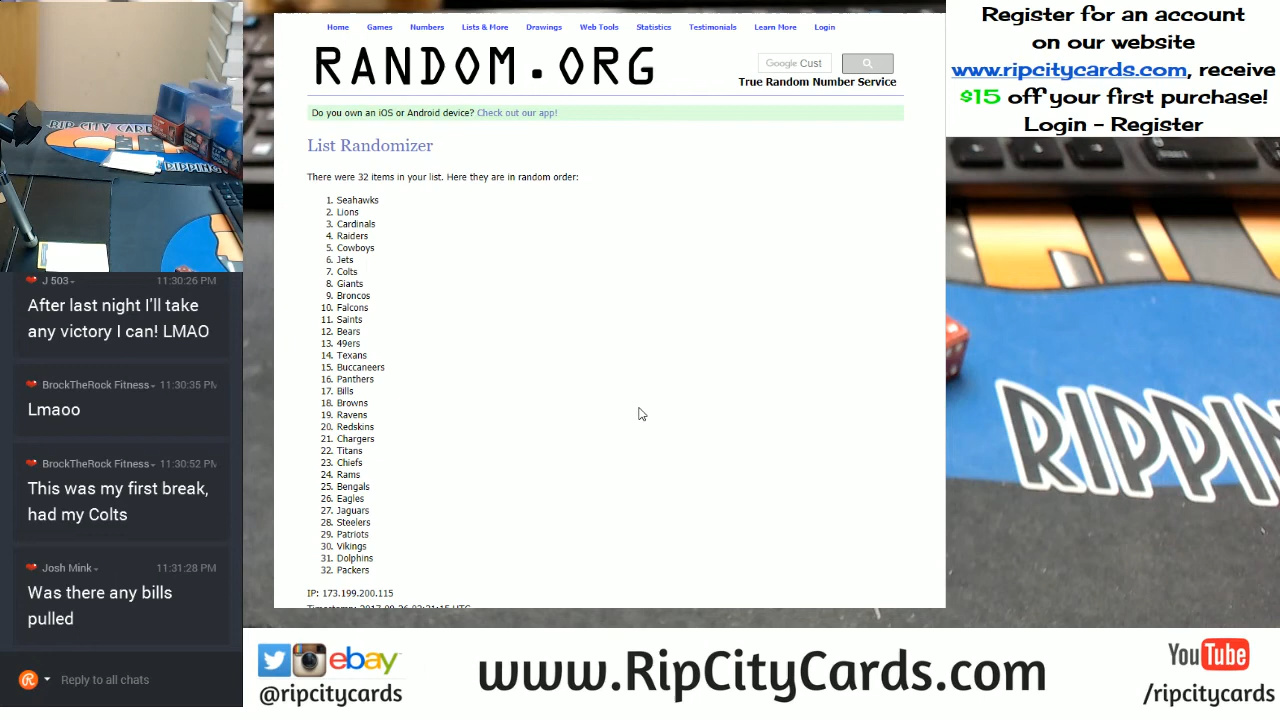 RIP CITY CARDS
RIPPING
J 503
11:30:26 PM
After last night I'll take
any victory I can! LMAO
BrockTheRock Fitness
11:30:35 PM
Lmaoo
BrockTheRock Fitness
11:30:52 PM
This was my first break,
had my Colts
Josh Mink
11:31:28 PM
Was there any bills
pulled
Reply to all chats
Home Games Numbers Lists & More Drawings Web Tools Statistics Testimonials Learn More Login
RANDOM.ORG
Google Cust
True Random Number Service
Do you own an iOS or Android device? Check out our app!
List Randomizer
There were 32 items in your list. Here they are in random order:
1. Seahawks
2. Lions
3. Cardinals
4. Raiders
5. Cowboys
6. Jets
7. Colts
8. Giants
9. Broncos
10. Falcons
11. Saints
12. Bears
13. 49ers
14. Texans
15. Buccaneers
16. Panthers
17. Bills
18. Browns
19. Ravens
20. Redskins
21. Chargers
22. Titans
23. Chiefs
24. Rams
25. Bengals
26. Eagles
27. Jaguars
28. Steelers
29. Patriots
30. Vikings
31. Dolphins
32. Packers
IP: 173.199.200.115
Register for an account
on our website
www.ripcitycards.com, receive
$15 off your first purchase!
Login - Register
RIPPING
ebay
@ripcitycards
www.RipCityCards.com
YouTube
/ripcitycards